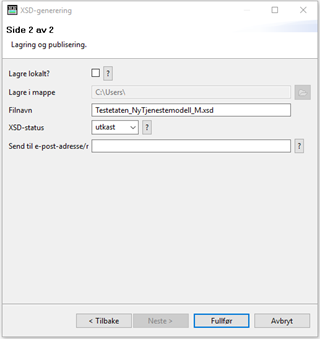 XSD-generering
Side 2 av 2
Lagring og publisering.
Lagre lokalt? ?
Lagre i mappe C:\Users\
Filnavn Testetaten_NyTjenestemodell_M.xsd
XSD-status utkast ?
Send til e-post-adresse/r ?
< Tilbake Neste > Fullfør Avbryt